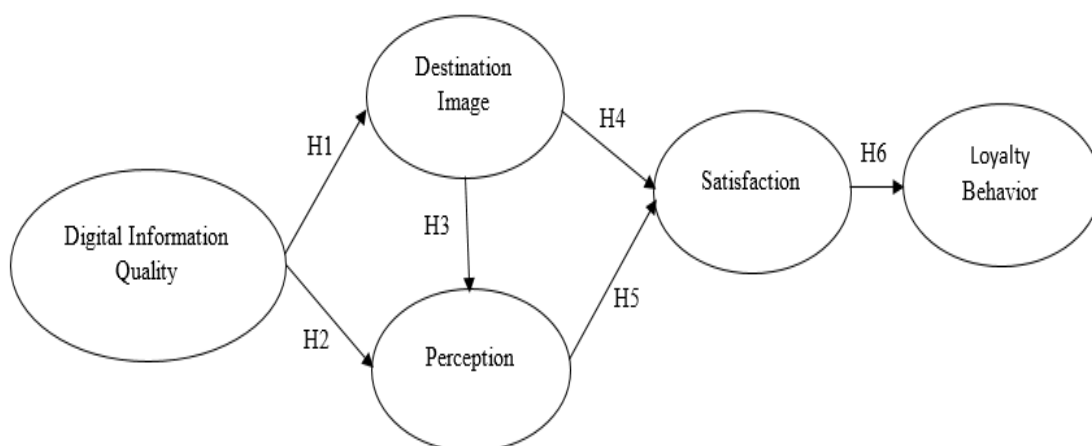 Destination
Image
H1
H4
H6
Satisfaction
Loyalty
Behavior
Digital Information
Quality
H3
H2
H5
Perception